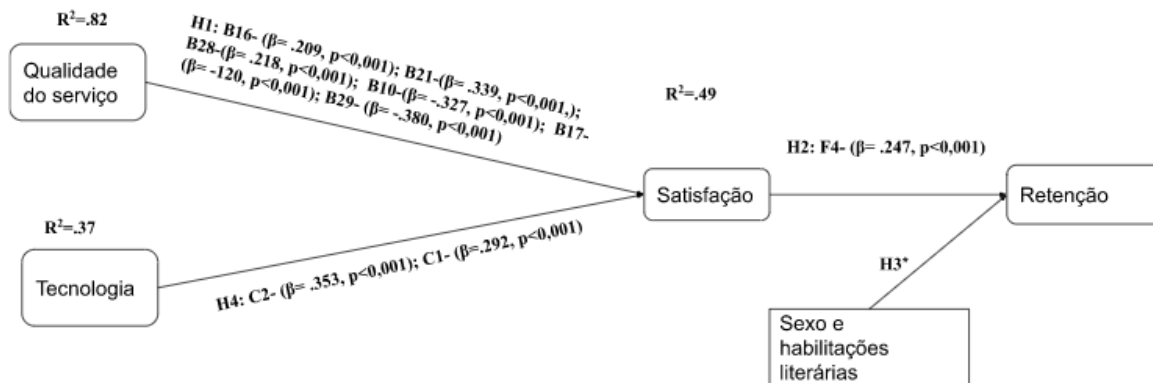 R²=.82
Qualidade
do serviço
H1: B16- (β= .209, p<0,001); B21-(β= .339, p<0,001,);
B28-(β= .218, p<0,001); B10-(β= -.327, p<0,001); B17-
(β= -120, p<0,001); B29- (β= -.380, p<0,001)
R²=.49
H2: F4- (β= .247, p<0,001)
Satisfação
Retenção
R²=.37
Tecnologia
H4: C2- (β= .353, p<0,001); C1- (β=.292, p<0,001)
H3*
Sexo e
habilitações
literárias